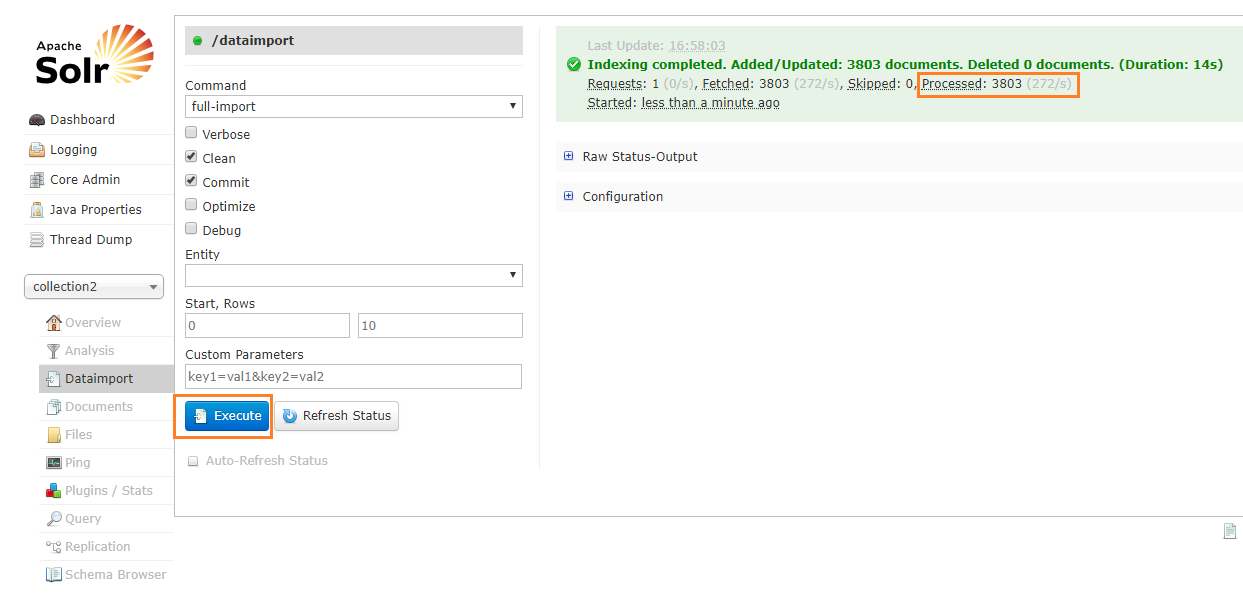 Apache
Solr
Dashboard
Logging
Core Admin
Java Properties
Thread Dump
collection2
Overview
Analysis
Dataimport
Documents
Files
Ping
Plugins / Stats
Query
Replication
Schema Browser
/dataimport
Command
full-import
Verbose
Clean
Commit
Optimize
Debug
Entity
Start, Rows
0 10
Custom Parameters
key1=val1&key2=val2
Execute Refresh Status
Auto-Refresh Status
Last Update: 16:58:03
Indexing completed. Added/Updated: 3803 documents. Deleted 0 documents. (Duration: 14s)
Requests: 1 (0/s), Fetched: 3803 (272/s), Skipped: 0, Processed: 3803 (272/s)
Started: less than a minute ago
Raw Status-Output
Configuration